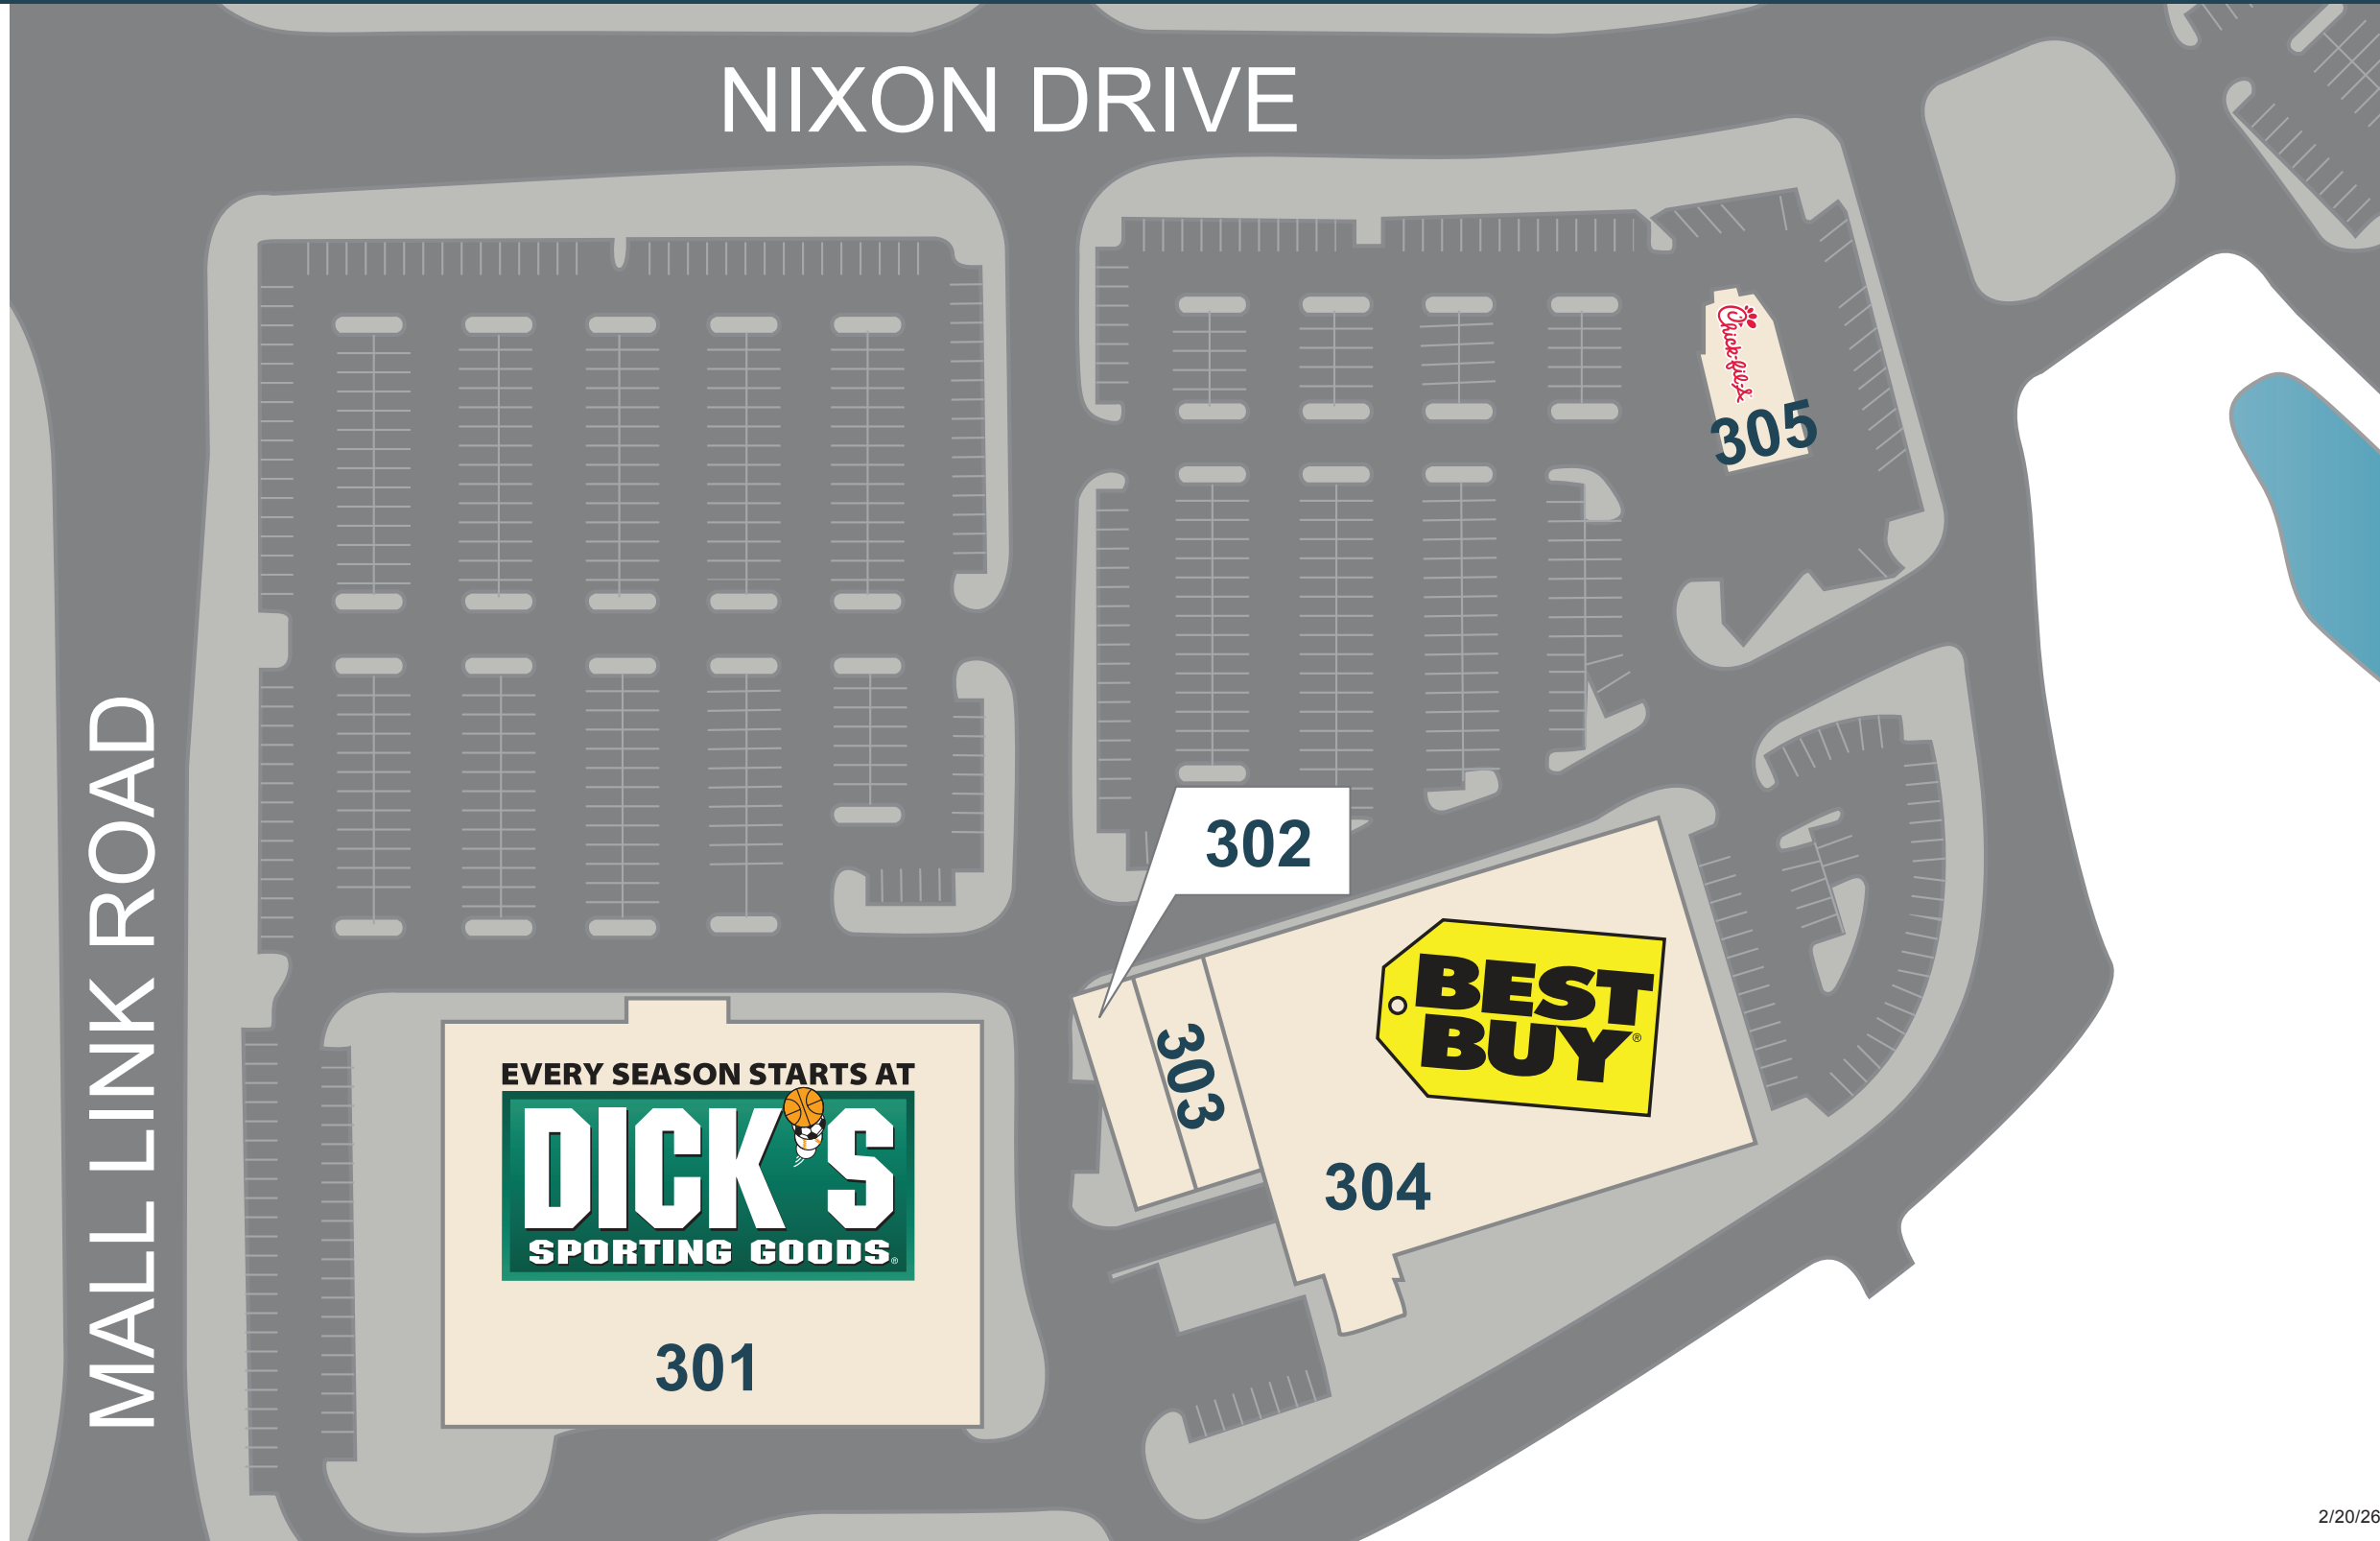 NIXON DRIVE
MALL LINK ROAD
Chick-fil-A
305
302
303
BEST
BUY®
304
EVERY SEASON STARTS AT
DICK'S
SPORTING GOODS®
301
2/20/26